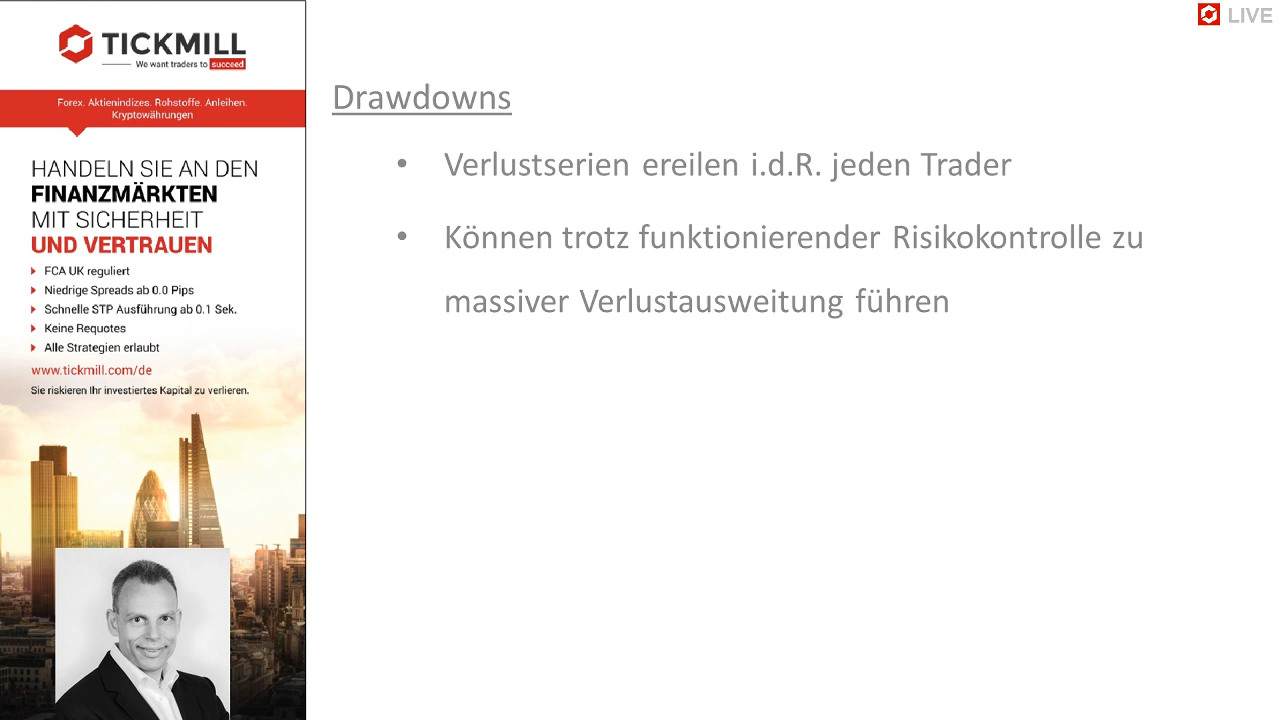 TICKMILL
We want traders to succeed
Forex. Aktienindizes. Rohstoffe. Anleihen.
Kryptowährungen
HANDELN SIE AN DEN
FINANZMÄRKTEN
MIT SICHERHEIT
UND VERTRAUEN
FCA UK reguliert
Niedrige Spreads ab 0.0 Pips
Schnelle STP Ausführung ab 0.1 Sek.
Keine Requotes
Alle Strategien erlaubt
www.tickmill.com/de
Sie riskieren Ihr investiertes Kapital zu verlieren.
LIVE
Drawdowns
• Verlustserien ereilen i.d.R. jeden Trader
• Können trotz funktionierender Risikokontrolle zu
massiver Verlustausweitung führen